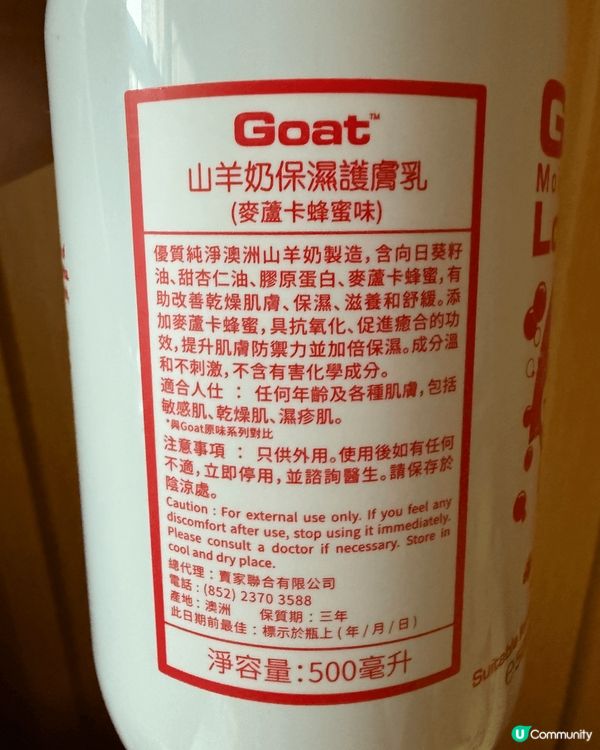 Goat™
山羊奶保濕護膚乳
(麥蘆卡蜂蜜味)
優質純淨澳洲山羊奶製造，含向日葵籽
油、甜杏仁油、膠原蛋白、麥蘆卡蜂蜜，有
助改善乾燥肌膚、保濕、滋養和舒緩。添
加麥蘆卡蜂蜜，具抗氧化、促進癒合的功
效，提升肌膚防禦力並加倍保濕。成分溫
和不刺激，不含有害化學成分。
適合人仕 ： 任何年齡及各種肌膚，包括
敏感肌、乾燥肌、濕疹肌。
*與Goat原味系列對比
注意事項 ： 只供外用。使用後如有任何
不適，立即停用，並諮詢醫生。請保存於
陰涼處。
Caution : For external use only. If you feel any
discomfort after use, stop using it immediately.
Please consult a doctor if necessary. Store in
cool and dry place.
總代理：賣家聯合有限公司
電話：(852) 2370 3588
產地：澳洲 保質期：三年
此日期前最佳：標示於瓶上 (年/月/日)
淨容量：500毫升
G
Mo
L
Suitable
U Community